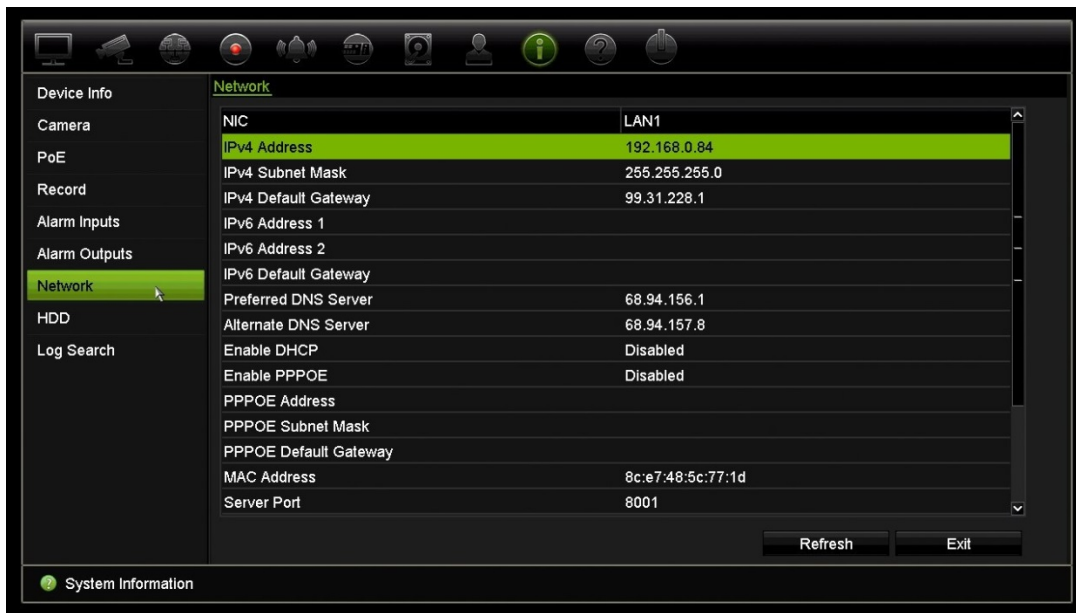 Device Info
Camera
PoE
Record
Alarm Inputs
Alarm Outputs
Network
HDD
Log Search
Network
NIC LAN1
IPv4 Address 192.168.0.84
IPv4 Subnet Mask 255.255.255.0
IPv4 Default Gateway 99.31.228.1
IPv6 Address 1
IPv6 Address 2
IPv6 Default Gateway
Preferred DNS Server 68.94.156.1
Alternate DNS Server 68.94.157.8
Enable DHCP Disabled
Enable PPPOE Disabled
PPPOE Address
PPPOE Subnet Mask
PPPOE Default Gateway
MAC Address 8c:e7:48:5c:77:1d
Server Port 8001
Refresh Exit
System Information